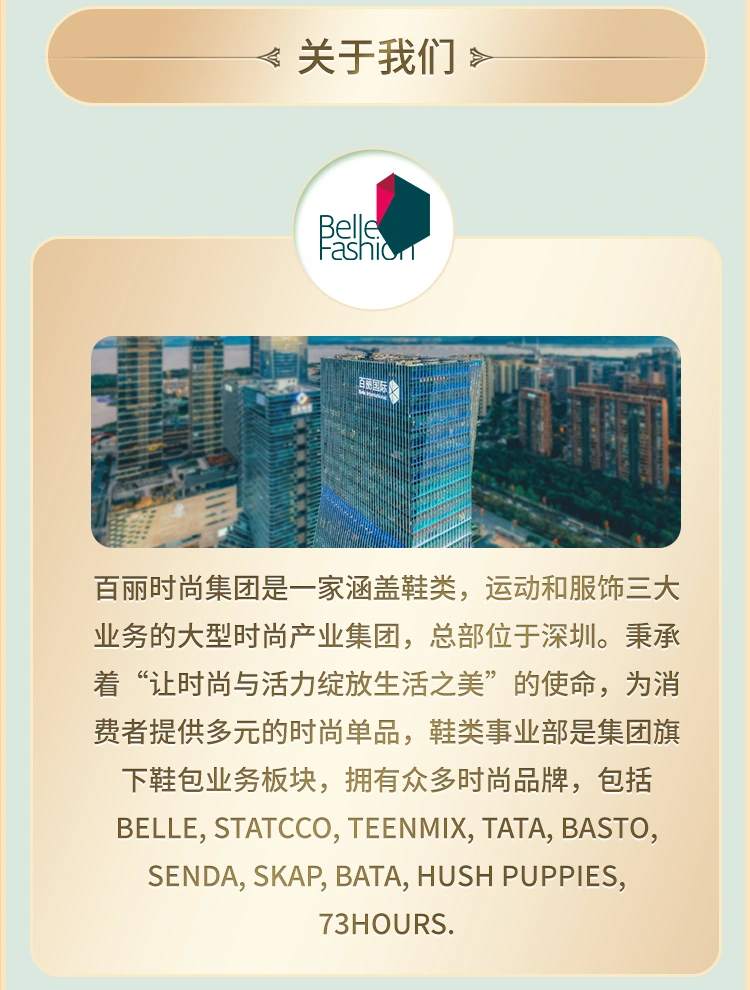 关于我们
Belle
Fashion
百丽国际
百丽时尚集团是一家涵盖鞋类，运动和服饰三大
业务的大型时尚产业集团，总部位于深圳。秉承
着“让时尚与活力绽放生活之美”的使命，为消
费者提供多元的时尚单品，鞋类事业部是集团旗
下鞋包业务板块，拥有众多时尚品牌，包括
BELLE, STATCCO, TEENMIX, TATA, BASTO,
SENDA, SKAP, BATA, HUSH PUPPIES,
73HOURS.